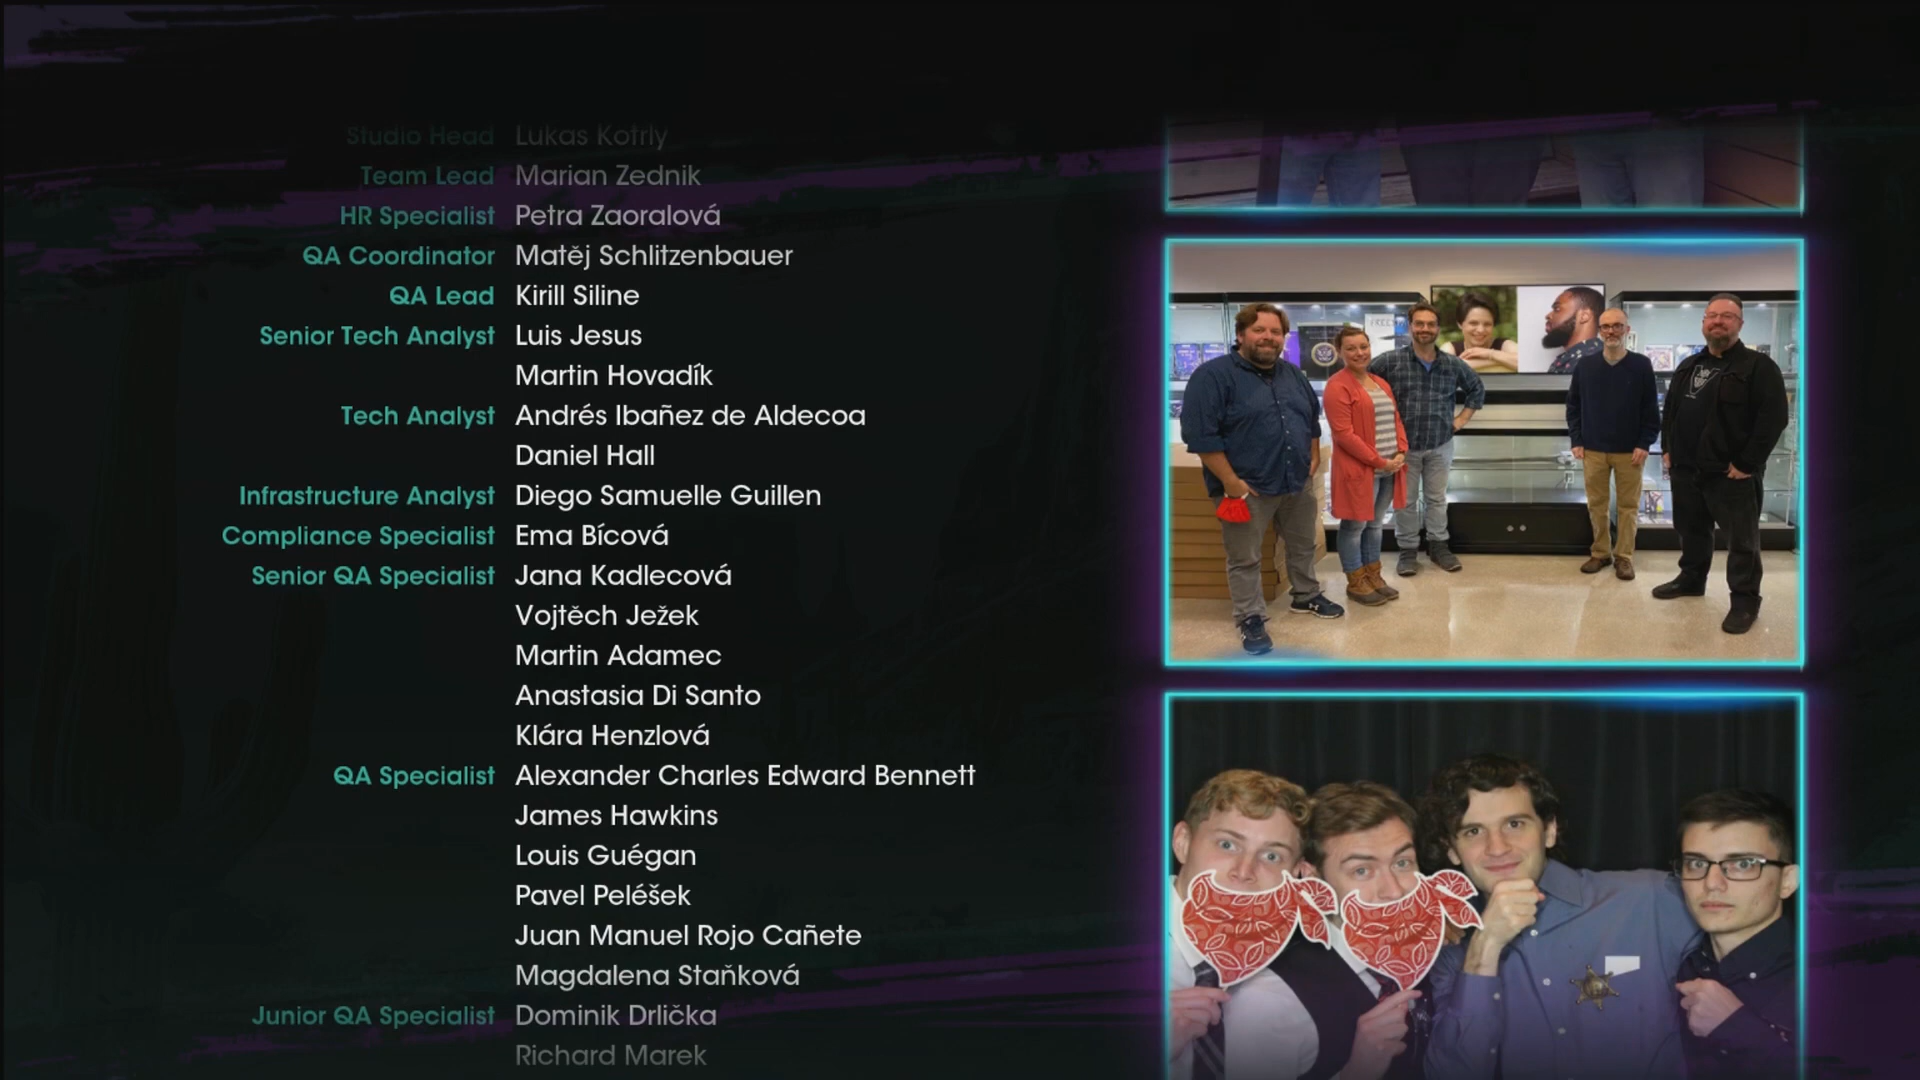 Studio Head Lukas Kotrly
Team Lead Marian Zednik
HR Specialist Petra Zaoralová
QA Coordinator Matěj Schlitzenbauer
QA Lead Kirill Siline
Senior Tech Analyst Luis Jesus
Martin Hovadík
Tech Analyst Andrés Ibañez de Aldecoa
Daniel Hall
Infrastructure Analyst Diego Samuelle Guillen
Compliance Specialist Ema Bícová
Senior QA Specialist Jana Kadlecová
Vojtěch Ježek
Martin Adamec
Anastasia Di Santo
Klára Henzlová
QA Specialist Alexander Charles Edward Bennett
James Hawkins
Louis Guégan
Pavel Peléšek
Juan Manuel Rojo Cañete
Magdalena Staňková
Junior QA Specialist Dominik Drlička
Richard Marek